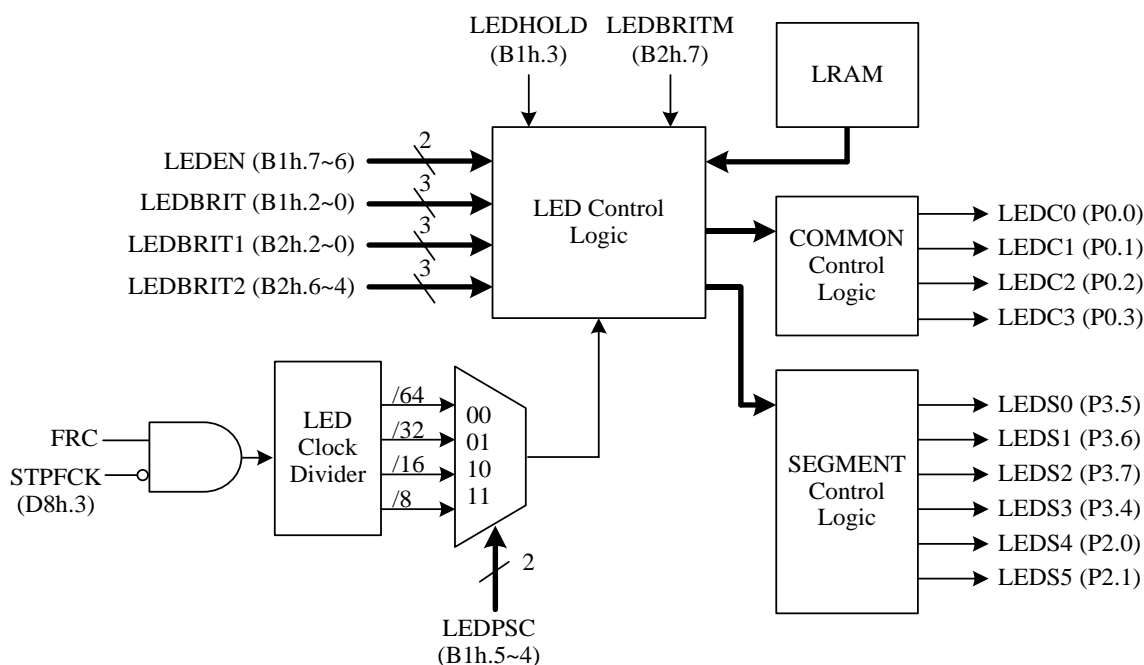 LEDHOLD
(B1h.3)
LEDBRITM
(B2h.7)
LRAM
LEDEN (B1h.7~6)
2
LEDBRIT (B1h.2~0)
3
LEDBRIT1 (B2h.2~0)
3
LEDBRIT2 (B2h.6~4)
3
LED Control
Logic
COMMON
Control
Logic
LEDC0 (P0.0)
LEDC1 (P0.1)
LEDC2 (P0.2)
LEDC3 (P0.3)
FRC
STPFCK
(D8h.3)
LED
Clock
Divider
/64
/32
/16
/8
00
01
10
11
2
LEDPSC
(B1h.5~4)
SEGMENT
Control
Logic
LEDS0 (P3.5)
LEDS1 (P3.6)
LEDS2 (P3.7)
LEDS3 (P3.4)
LEDS4 (P2.0)
LEDS5 (P2.1)